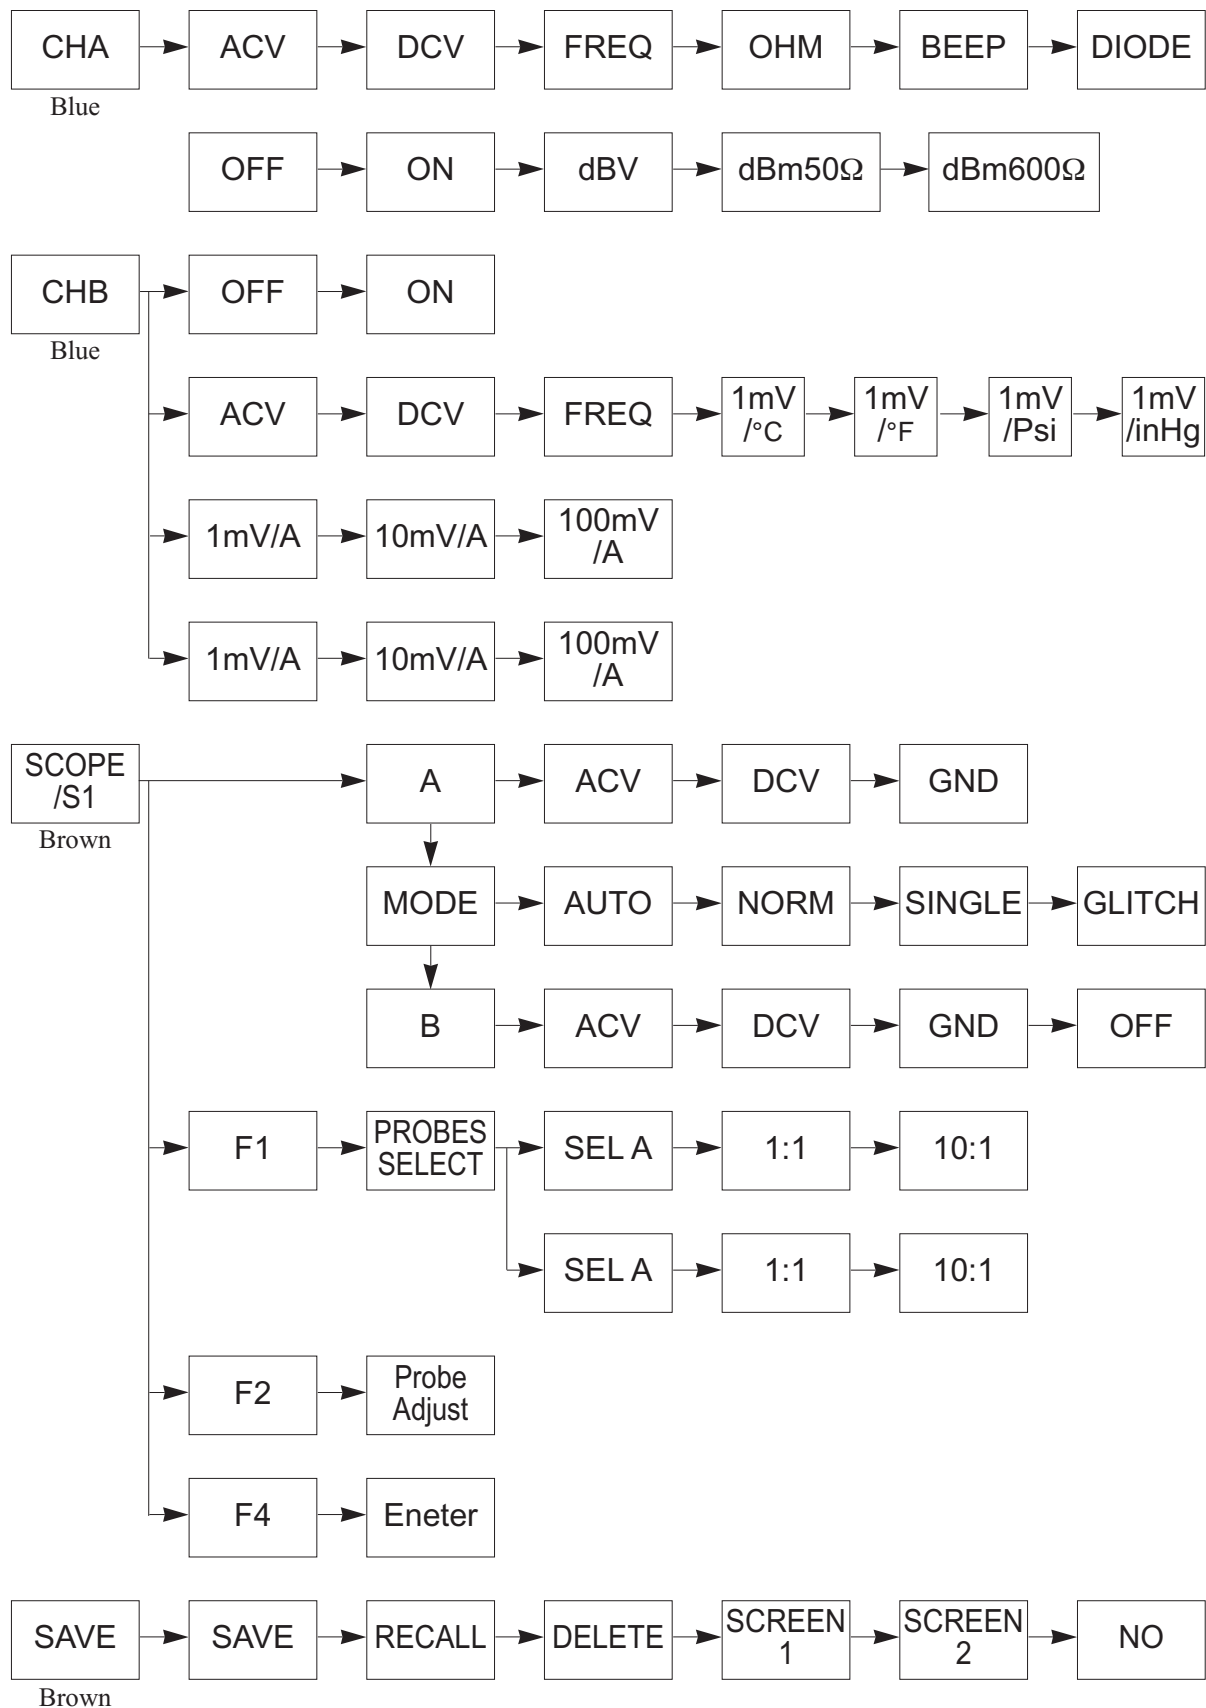 CHA ACV DCV FREQ OHM BEEP DIODE
Blue
OFF ON dBV dBm50Ω dBm600Ω
CHB OFF ON
Blue
ACV DCV FREQ 1mV /°C 1mV /°F 1mV /Psi 1mV /inHg
1mV/A 10mV/A 100mV /A
1mV/A 10mV/A 100mV /A
SCOPE /S1 A ACV DCV GND
Brown
MODE AUTO NORM SINGLE GLITCH
B ACV DCV GND OFF
F1 PROBES SELECT SEL A 1:1 10:1
SEL A 1:1 10:1
F2 Probe Adjust
F4 Eneter
SAVE SAVE RECALL DELETE SCREEN 1 SCREEN 2 NO
Brown